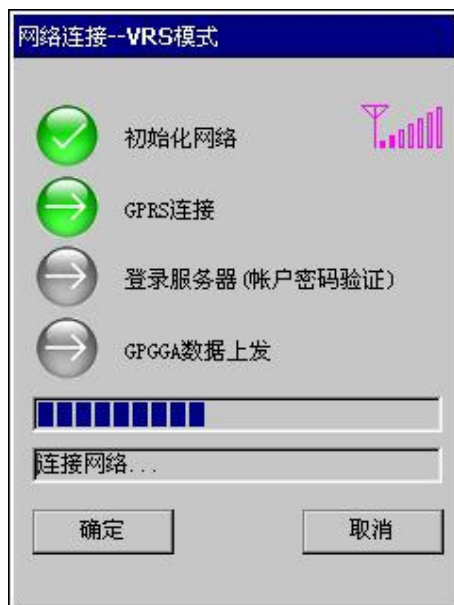 网络连接--VRS模式
初始化网络
GPRS连接
登录服务器(帐户密码验证)
GPGGA数据上发
连接网络...
确定
取消